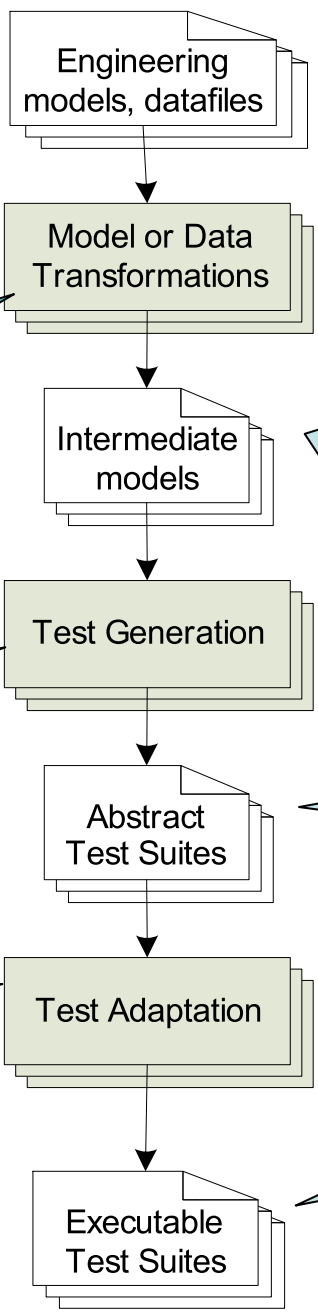 Engineering
models, datafiles
Model or Data
Transformations
Intermediate
models
Test Generation
Abstract
Test Suites
Test Adaptation
Executable
Test Suites